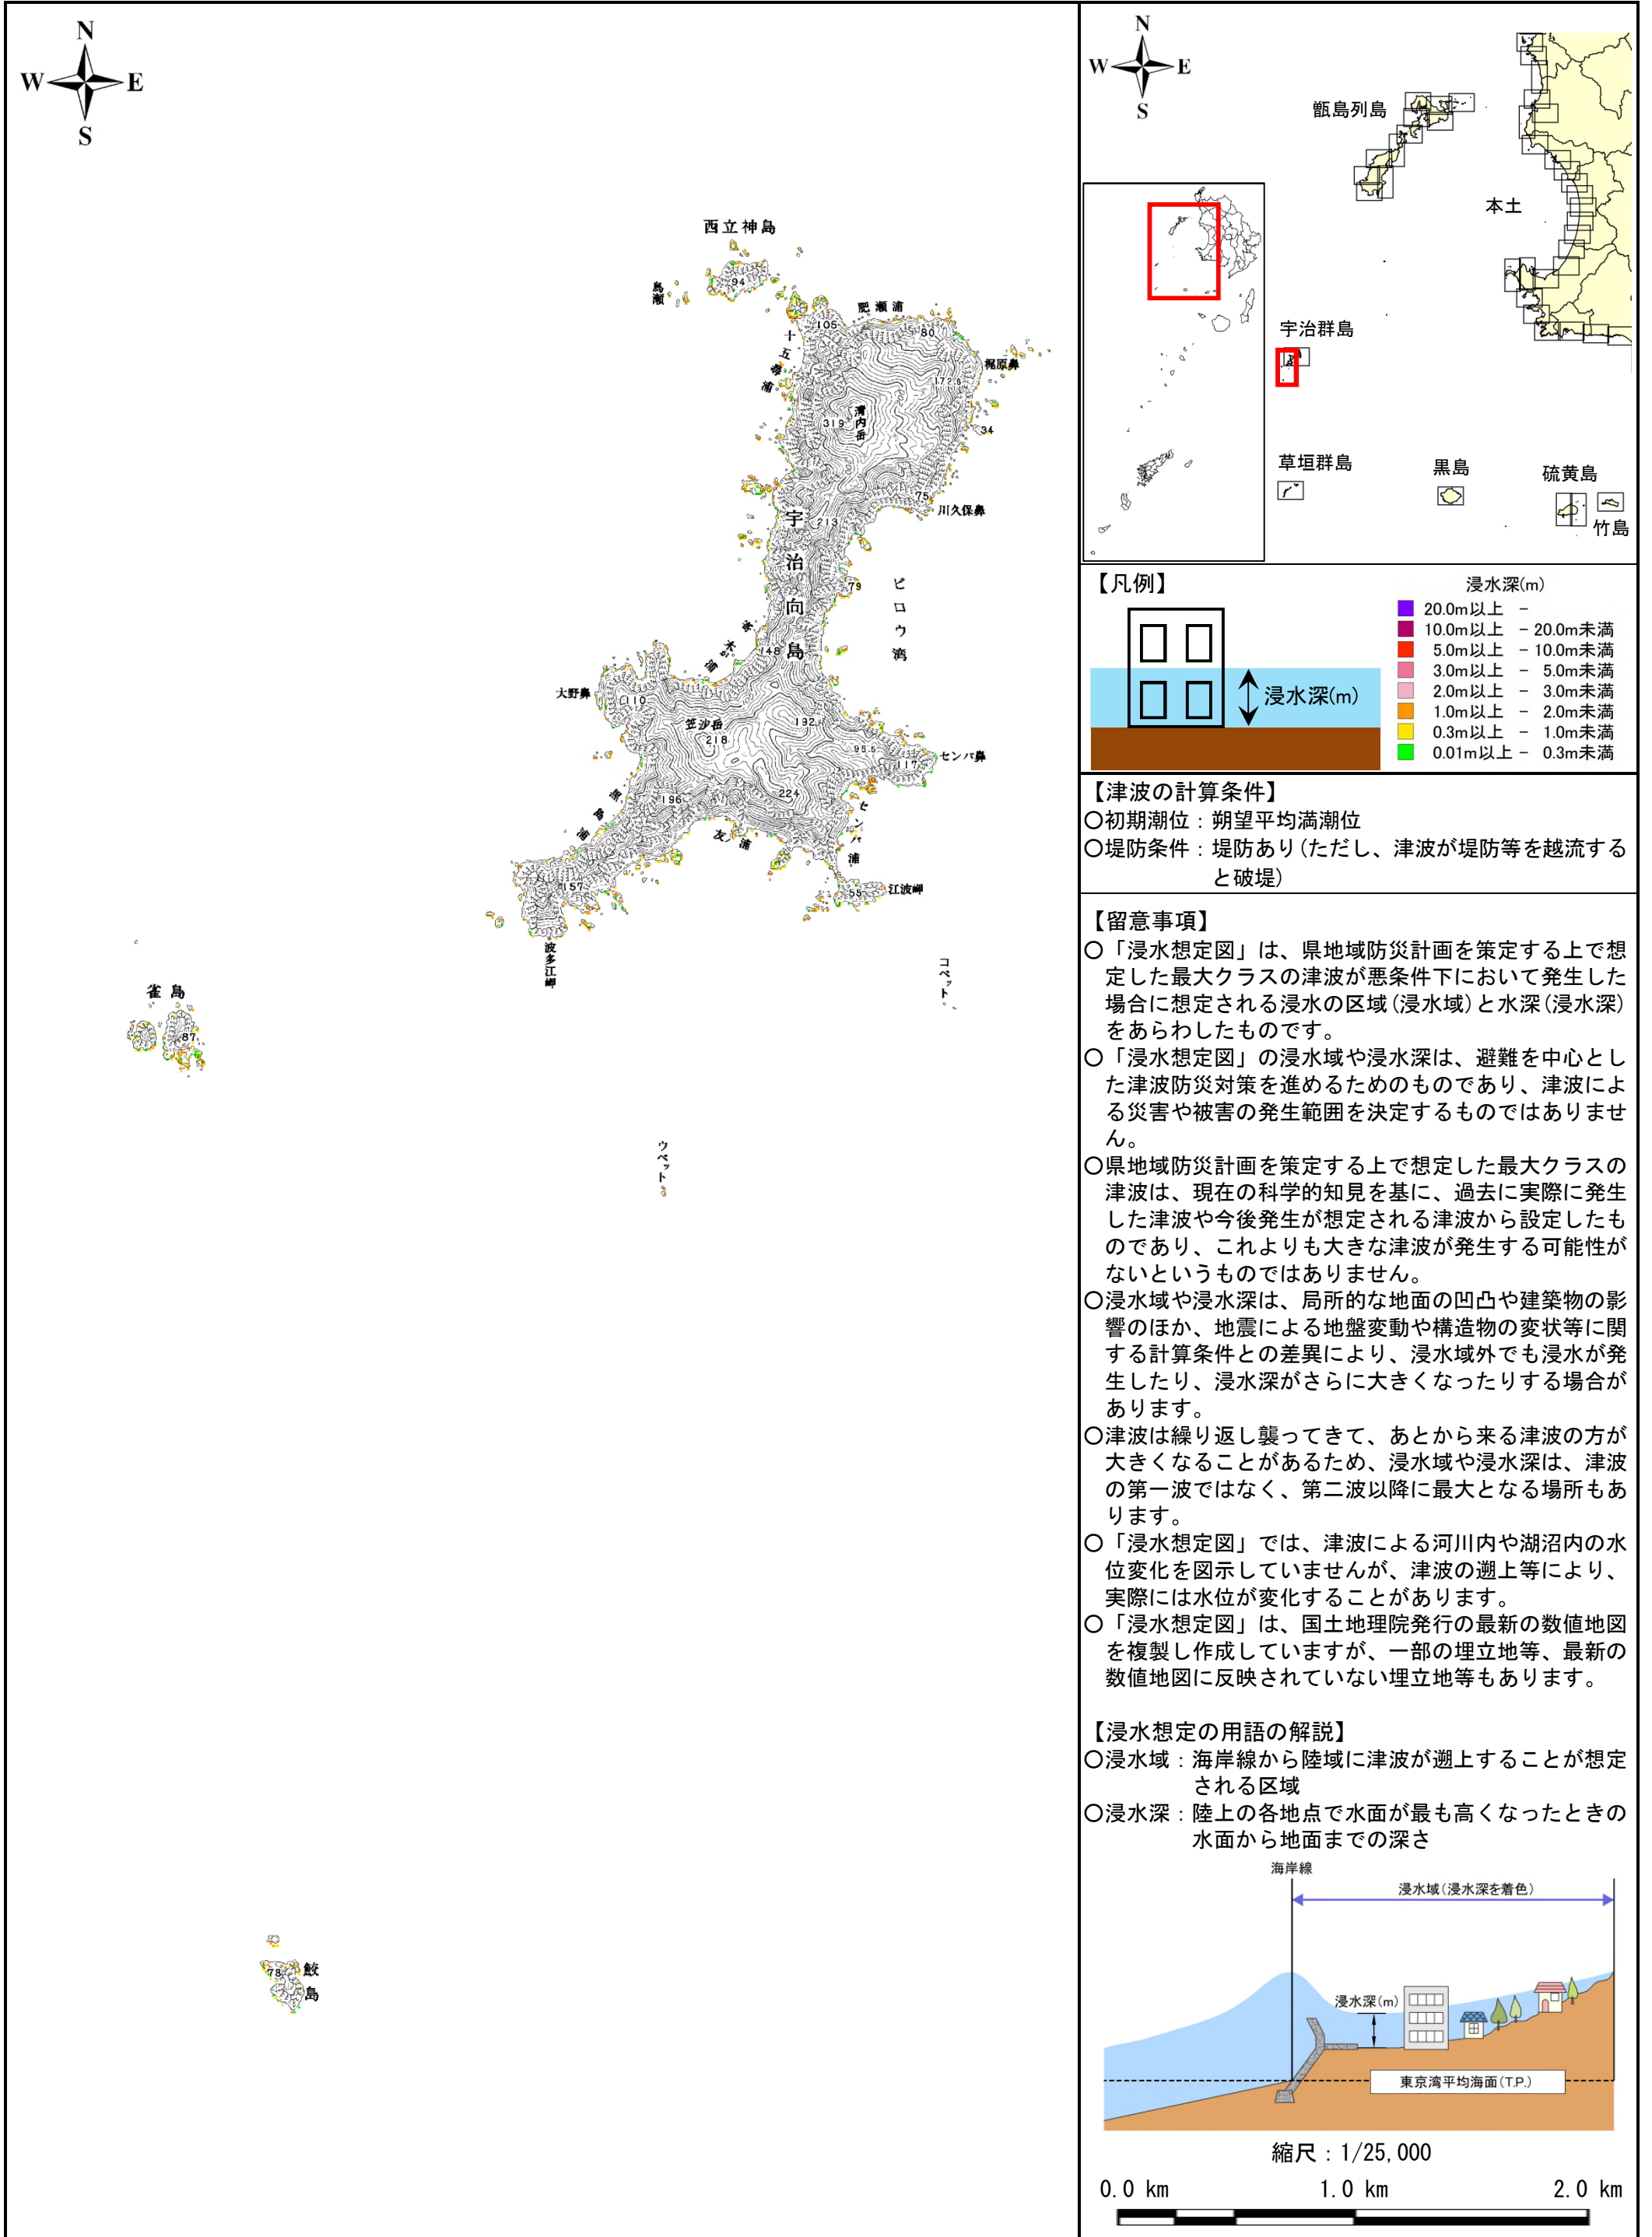 N
W E
S
西立神島
94
鳥瀬
肥瀬浦
105
80
十五尋浦
梶原鼻
172.8
319
34
75
川久保鼻
213
宇治向島
79
ビロウ湾
148
大野鼻
110
笠沙岳
218
192
95.5
117
センバ鼻
196
224
センバ浦
黒島浦
友浦
157
55
江波岬
波多江岬
コベット
雀島
87
ウベット
78
鮫島
N
W E
S
甑島列島
本土
宇治群島
草垣群島
黒島
硫黄島
竹島
【凡例】
浸水深(m)
浸水深(m)
20.0m以上 -
10.0m以上 - 20.0m未満
5.0m以上 - 10.0m未満
3.0m以上 - 5.0m未満
2.0m以上 - 3.0m未満
1.0m以上 - 2.0m未満
0.3m以上 - 1.0m未満
0.01m以上 - 0.3m未満
【津波の計算条件】
○初期潮位：朔望平均満潮位
○堤防条件：堤防あり(ただし、津波が堤防等を越流する
と破堤)
【留意事項】
○「浸水想定図」は、県地域防災計画を策定する上で想
定した最大クラスの津波が悪条件下において発生した
場合に想定される浸水の区域(浸水域)と水深(浸水深)
をあらわしたものです。
○「浸水想定図」の浸水域や浸水深は、避難を中心とし
た津波防災対策を進めるためのものであり、津波によ
る災害や被害の発生範囲を決定するものではありませ
ん。
○県地域防災計画を策定する上で想定した最大クラスの
津波は、現在の科学的知見を基に、過去に実際に発生
した津波や今後発生が想定される津波から設定したも
のであり、これよりも大きな津波が発生する可能性が
ないというものではありません。
○浸水域や浸水深は、局所的な地面の凹凸や建築物の影
響のほか、地震による地盤変動や構造物の変状等に関
する計算条件との差異により、浸水域外でも浸水が発
生したり、浸水深がさらに大きくなったりする場合が
あります。
○津波は繰り返し襲ってきて、あとから来る津波の方が
大きくなることがあるため、浸水域や浸水深は、津波
の第一波ではなく、第二波以降に最大となる場所もあ
ります。
○「浸水想定図」では、津波による河川内や湖沼内の水
位変化を図示していませんが、津波の遡上等により、
実際には水位が変化することがあります。
○「浸水想定図」は、国土地理院発行の最新の数値地図
を複製し作成していますが、一部の埋立地等、最新の
数値地図に反映されていない埋立地等もあります。
【浸水想定の用語の解説】
○浸水域：海岸線から陸域に津波が遡上することが想定
される区域
○浸水深：陸上の各地点で水面が最も高くなったときの
水面から地面までの深さ
海岸線
浸水域(浸水深を着色)
浸水深(m)
東京湾平均海面(T.P.)
縮尺：1/25,000
0.0 km 1.0 km 2.0 km